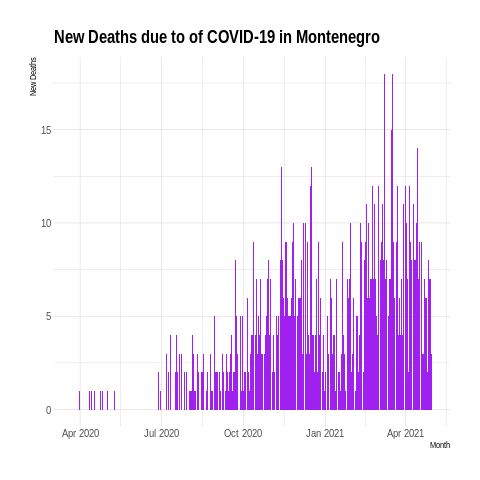 New Deaths due to of COVID-19 in Montenegro
New Deaths
15
10
5
0
Apr 2020
Jul 2020
Oct 2020
Jan 2021
Apr 2021
Month